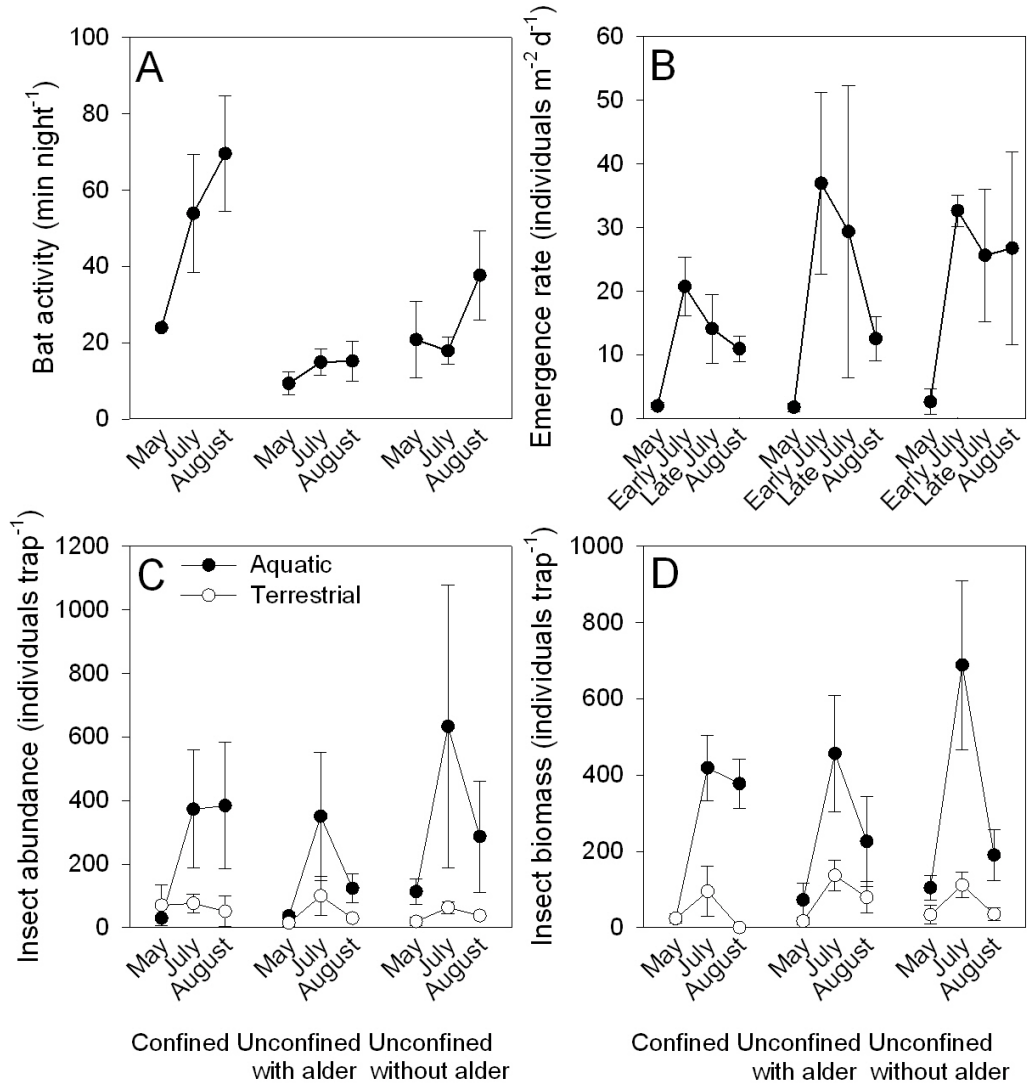 A
Bat activity (min night⁻¹)
100
80
60
40
20
0
May July August May July August May July August
B
Emergence rate (individuals m⁻² d⁻¹)
60
50
40
30
20
10
0
May Early July Late July August May Early July Late July August May Early July Late July August
C
Aquatic
Terrestrial
Insect abundance (individuals trap⁻¹)
1200
1000
800
600
400
200
0
May July August May July August May July August
Confined Unconfined Unconfined
with alder without alder
D
Insect biomass (individuals trap⁻¹)
1000
800
600
400
200
0
May July August May July August May July August
Confined Unconfined Unconfined
with alder without alder